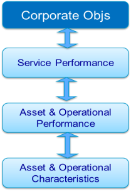 Corporate Objs
Service Performance
Asset & Operational
Performance
Asset & Operational
Characteristics